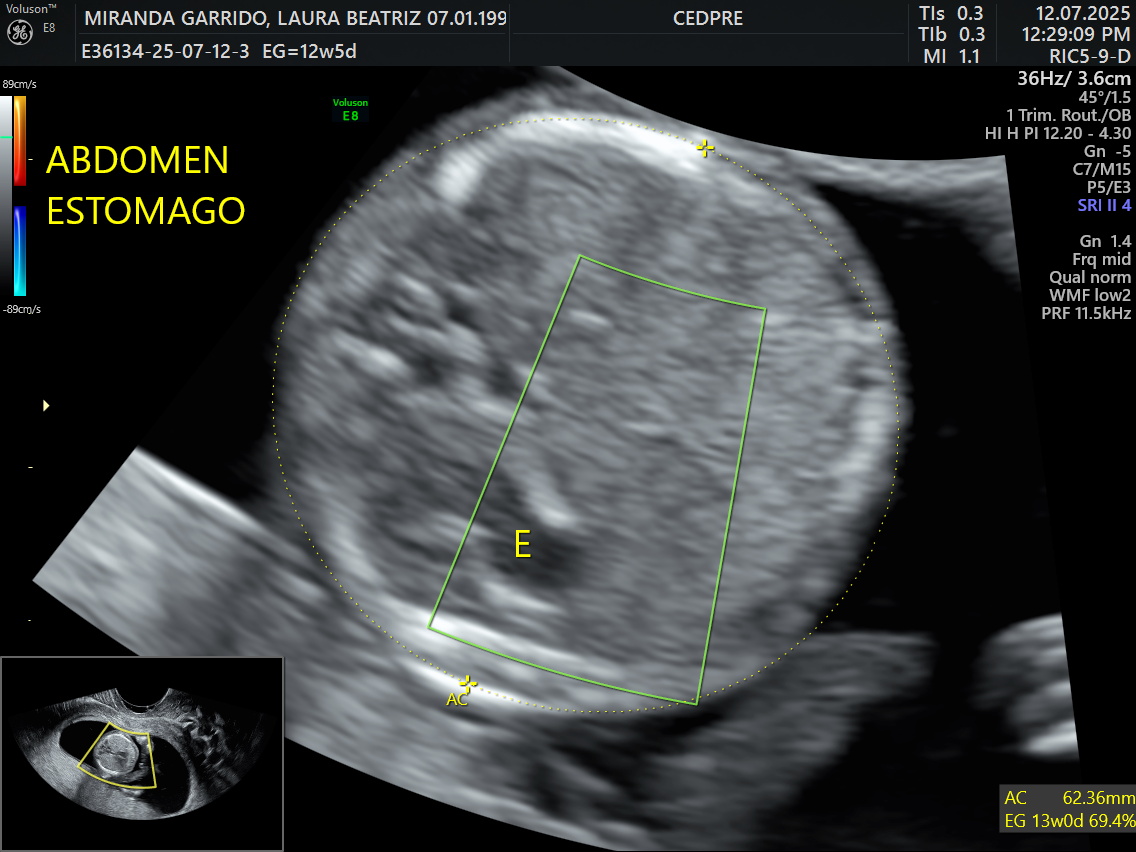 Voluson™
E8
MIRANDA GARRIDO, LAURA BEATRIZ 07.01.199
E36134-25-07-12-3 EG=12w5d
CEDPRE
TIs 0.3
TIb 0.3
MI 1.1
12.07.2025
12:29:09 PM
RIC5-9-D
36Hz/ 3.6cm
45°/1.5
1 Trim. Rout./OB
HI H PI 12.20 - 4.30
Gn -5
C7/M15
P5/E3
SRI II 4
Gn 1.4
Frq mid
Qual norm
WMF low2
PRF 11.5kHz
89cm/s
-89cm/s
Voluson
E8
ABDOMEN
ESTOMAGO
E
AC
AC 62.36mm
EG 13w0d 69.4%